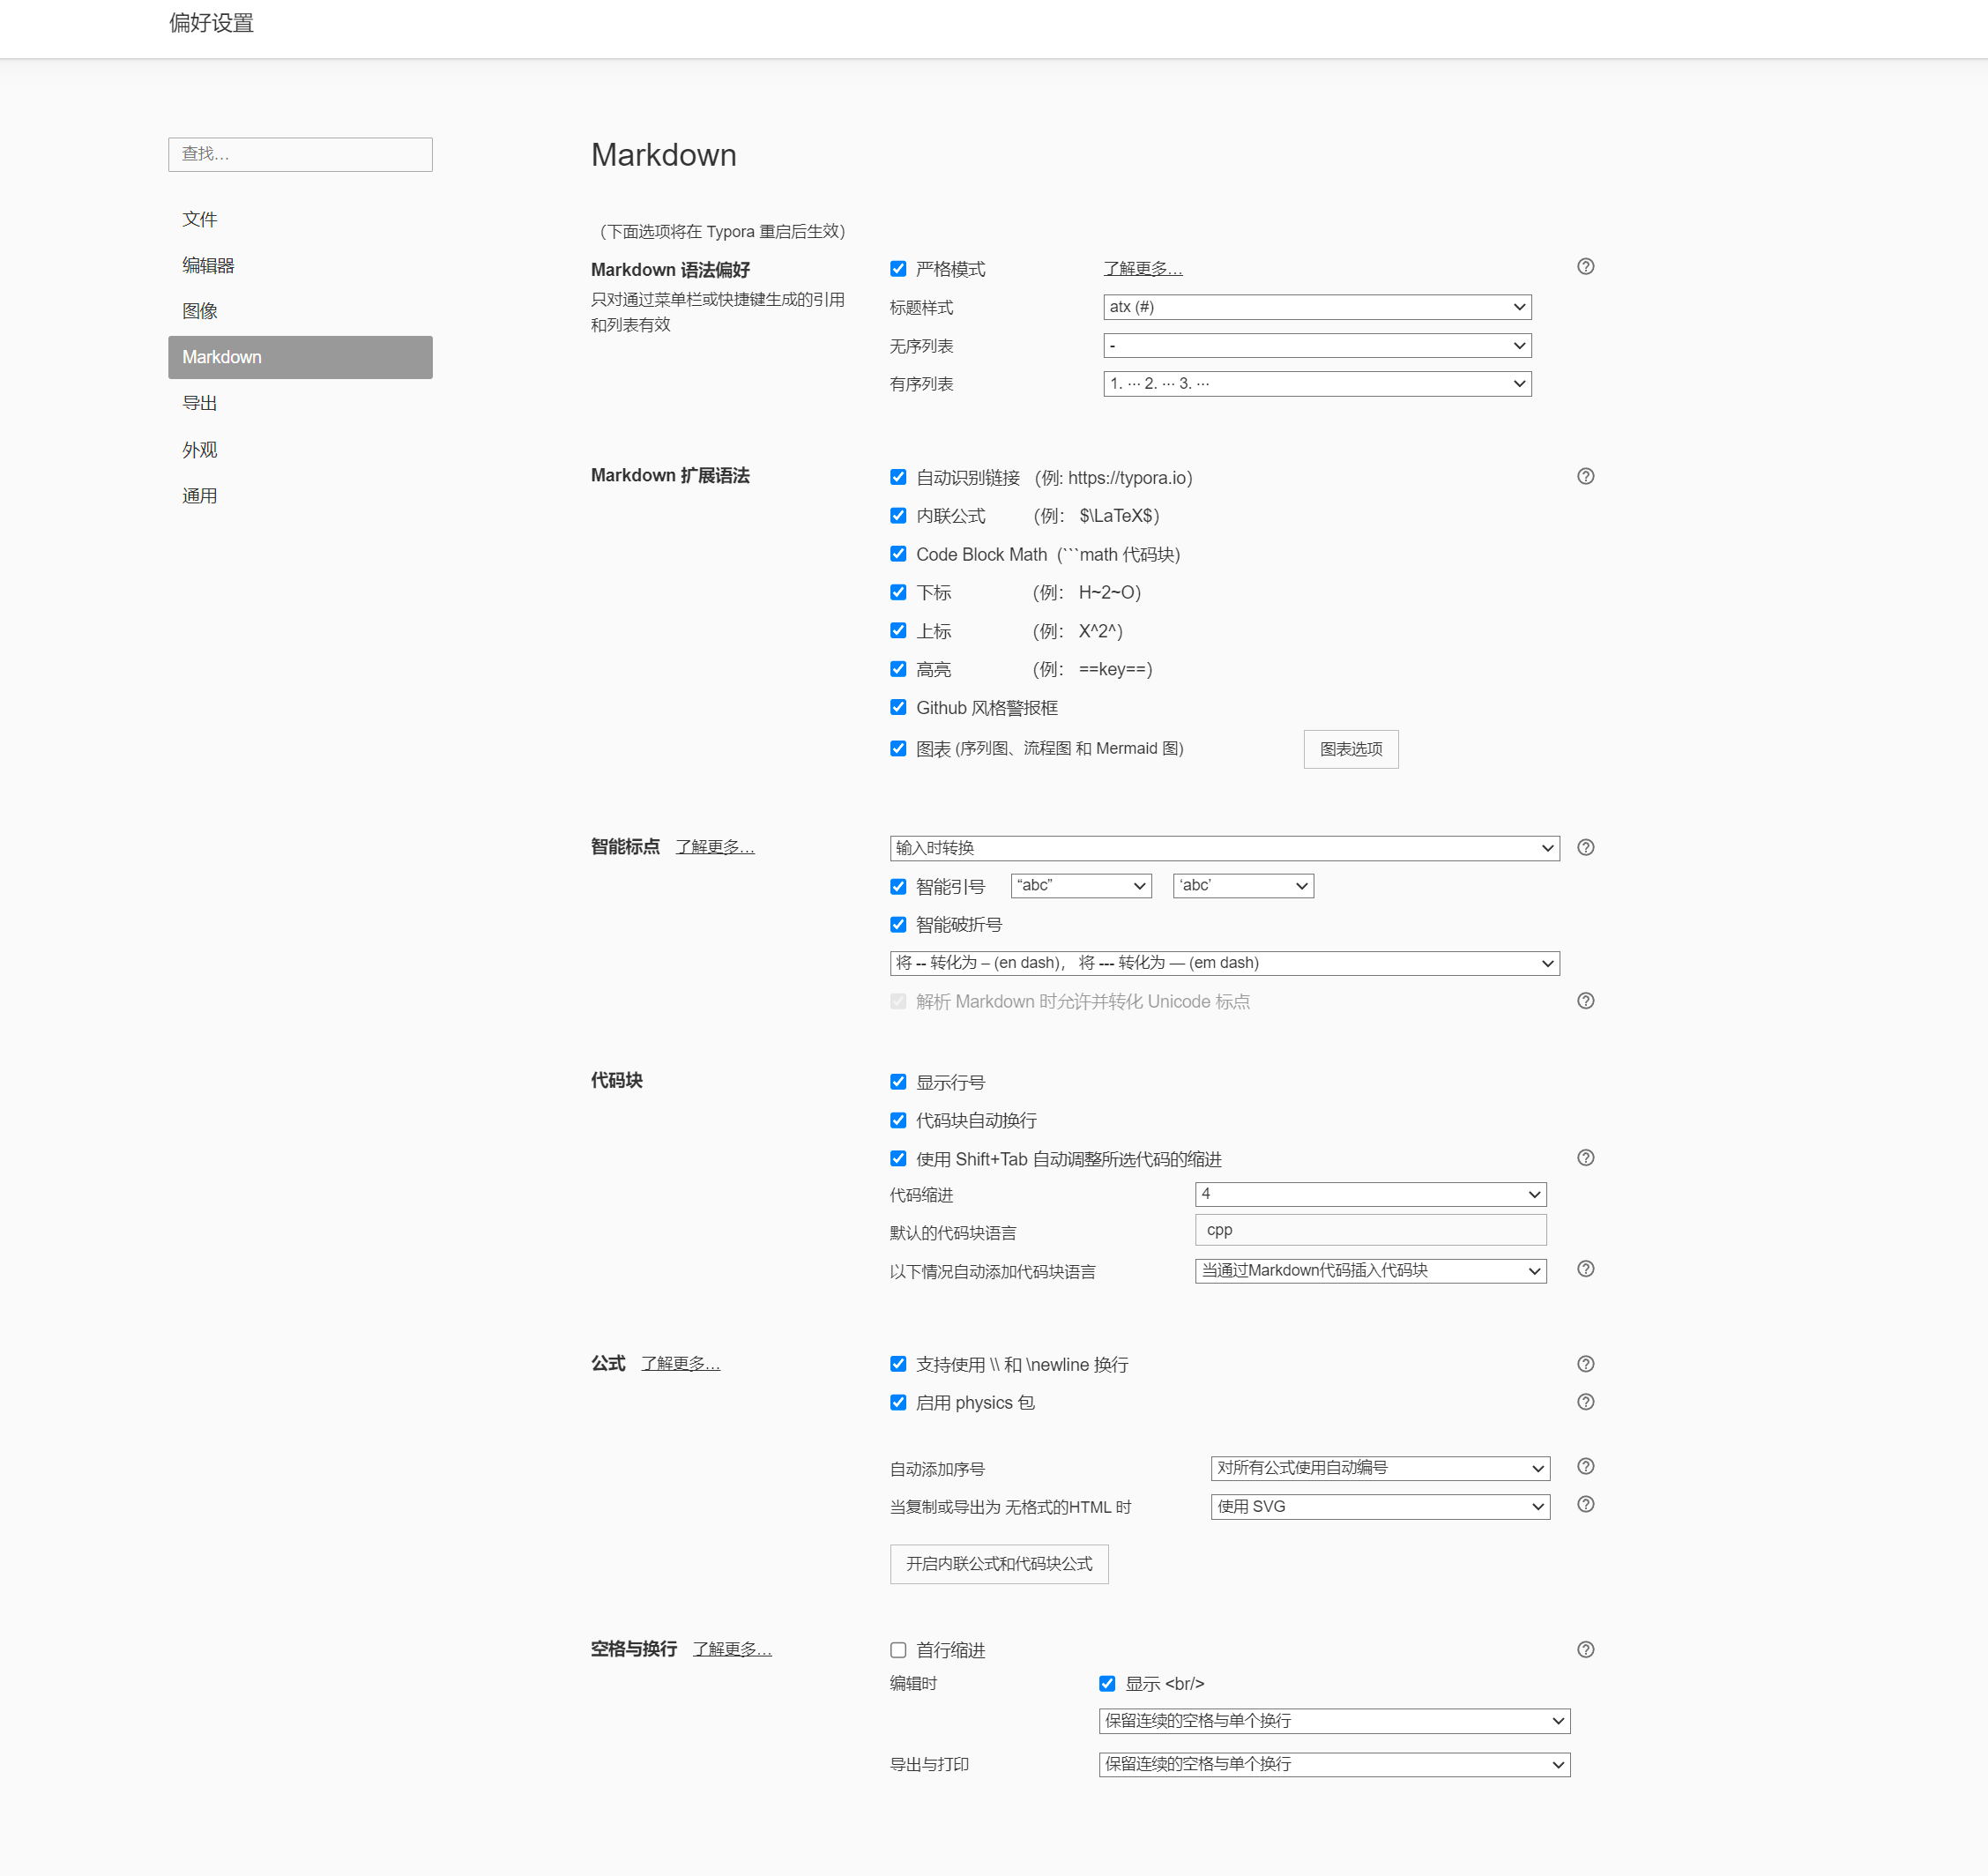 偏好设置
查找...
文件
编辑器
图像
Markdown
导出
外观
通用
Markdown
（下面选项将在 Typora 重启后生效）
Markdown 语法偏好
只对通过菜单栏或快捷键生成的引用
和列表有效
严格模式 了解更多...
标题样式 atx (#)
无序列表 -
有序列表 1. ··· 2. ··· 3. ···
Markdown 扩展语法
自动识别链接 （例: https://typora.io）
内联公式 （例： $\LaTeX$）
Code Block Math (```math 代码块)
下标 （例： H~2~O）
上标 （例： X^2^）
高亮 （例： ==key==）
Github 风格警报框
图表 (序列图、流程图 和 Mermaid 图) 图表选项
智能标点 了解更多... 输入时转换
智能引号 “abc” ‘abc’
智能破折号
将 -- 转化为 – (en dash)， 将 --- 转化为 — (em dash)
解析 Markdown 时允许并转化 Unicode 标点
代码块
显示行号
代码块自动换行
使用 Shift+Tab 自动调整所选代码的缩进
代码缩进 4
默认的代码块语言 cpp
以下情况自动添加代码块语言 当通过Markdown代码插入代码块
公式 了解更多...
支持使用 \\ 和 \newline 换行
启用 physics 包
自动添加序号 对所有公式使用自动编号
当复制或导出为 无格式的HTML 时 使用 SVG
开启内联公式和代码块公式
空格与换行 了解更多...
首行缩进
编辑时 显示 <br/>
保留连续的空格与单个换行
导出与打印 保留连续的空格与单个换行